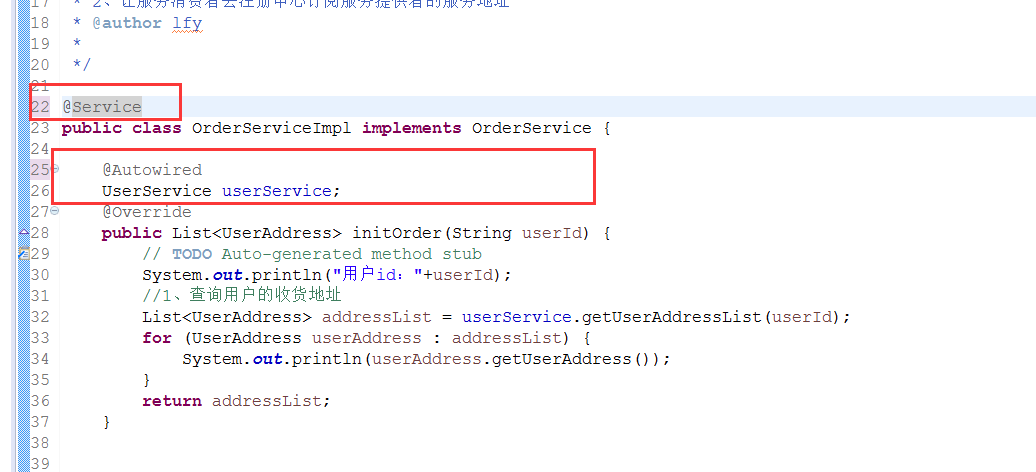 17 * 2、让服务消费者去注册中心订阅服务提供者的服务地址
18 * @author lfy
19 *
20 */
21
22 @Service
23 public class OrderServiceImpl implements OrderService {
24
25 @Autowired
26 UserService userService;
27 @Override
28 public List<UserAddress> initOrder(String userId) {
29 // TODO Auto-generated method stub
30 System.out.println("用户id："+userId);
31 //1、查询用户的收货地址
32 List<UserAddress> addressList = userService.getUserAddressList(userId);
33 for (UserAddress userAddress : addressList) {
34 System.out.println(userAddress.getUserAddress());
35 }
36 return addressList;
37 }
38
39